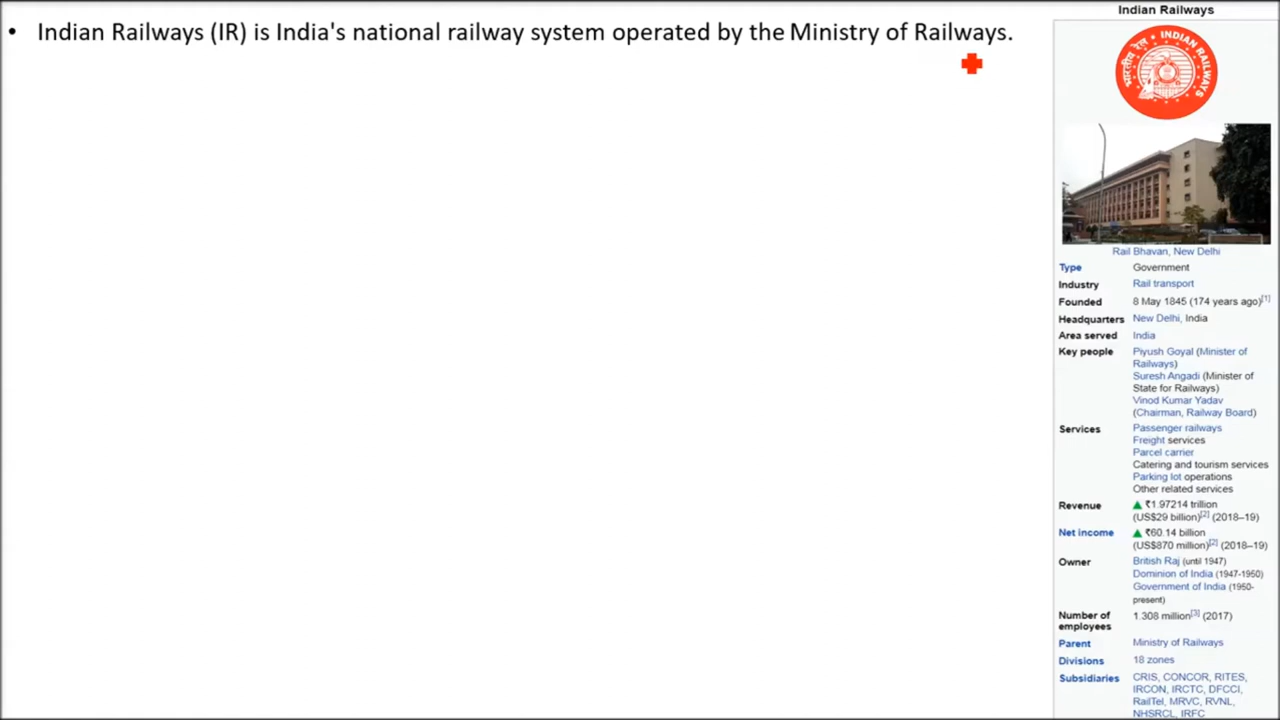 • Indian Railways (IR) is India's national railway system operated by the Ministry of Railways.
Indian Railways
भारतीय रेल INDIAN RAILWAYS
Rail Bhavan, New Delhi
Type Government
Industry Rail transport
Founded 8 May 1845 (174 years ago)[1]
Headquarters New Delhi, India
Area served India
Key people Piyush Goyal (Minister of
Railways)
Suresh Angadi (Minister of
State for Railways)
Vinod Kumar Yadav
(Chairman, Railway Board)
Services Passenger railways
Freight services
Parcel carrier
Catering and tourism services
Parking lot operations
Other related services
Revenue ▲ ₹1.97214 trillion
(US$29 billion)[2] (2018–19)
Net income ▲ ₹60.14 billion
(US$870 million)[2] (2018–19)
Owner British Raj (until 1947)
Dominion of India (1947-1950)
Government of India (1950-
present)
Number of 1.308 million[3] (2017)
employees
Parent Ministry of Railways
Divisions 18 zones
Subsidiaries CRIS, CONCOR, RITES,
IRCON, IRCTC, DFCCI,
RailTel, MRVC, RVNL,
NHSRCL, IRFC